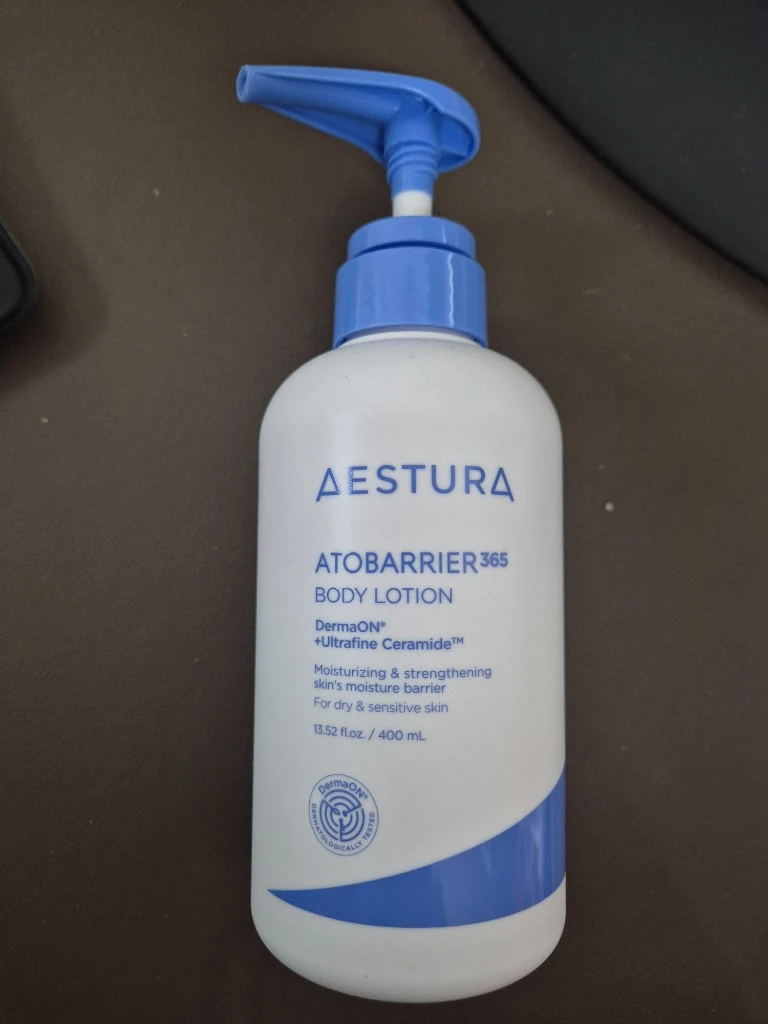 AESTURA
ATOBARRIER365
BODY LOTION
DermaON®
+Ultrafine Ceramide™
Moisturizing & strengthening
skin's moisture barrier
For dry & sensitive skin
13.52 fl.oz. / 400 mL
DermaON®
DERMATOLOGICALLY TESTED